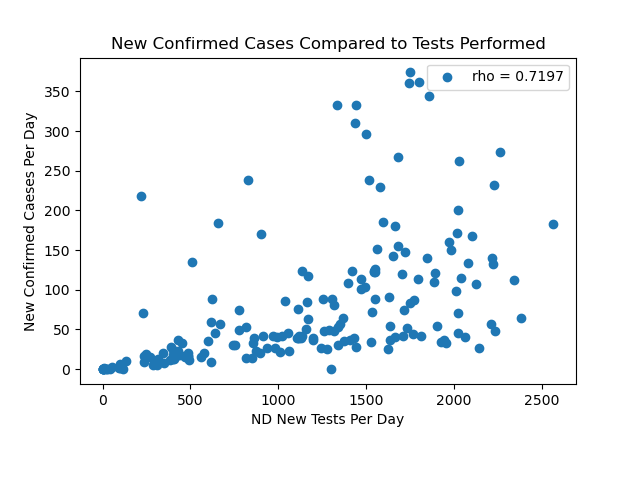 New Confirmed Cases Compared to Tests Performed
rho = 0.7197
350
300
250
200
150
100
50
0
New Confirmed Caeses Per Day
0 500 1000 1500 2000 2500
ND New Tests Per Day